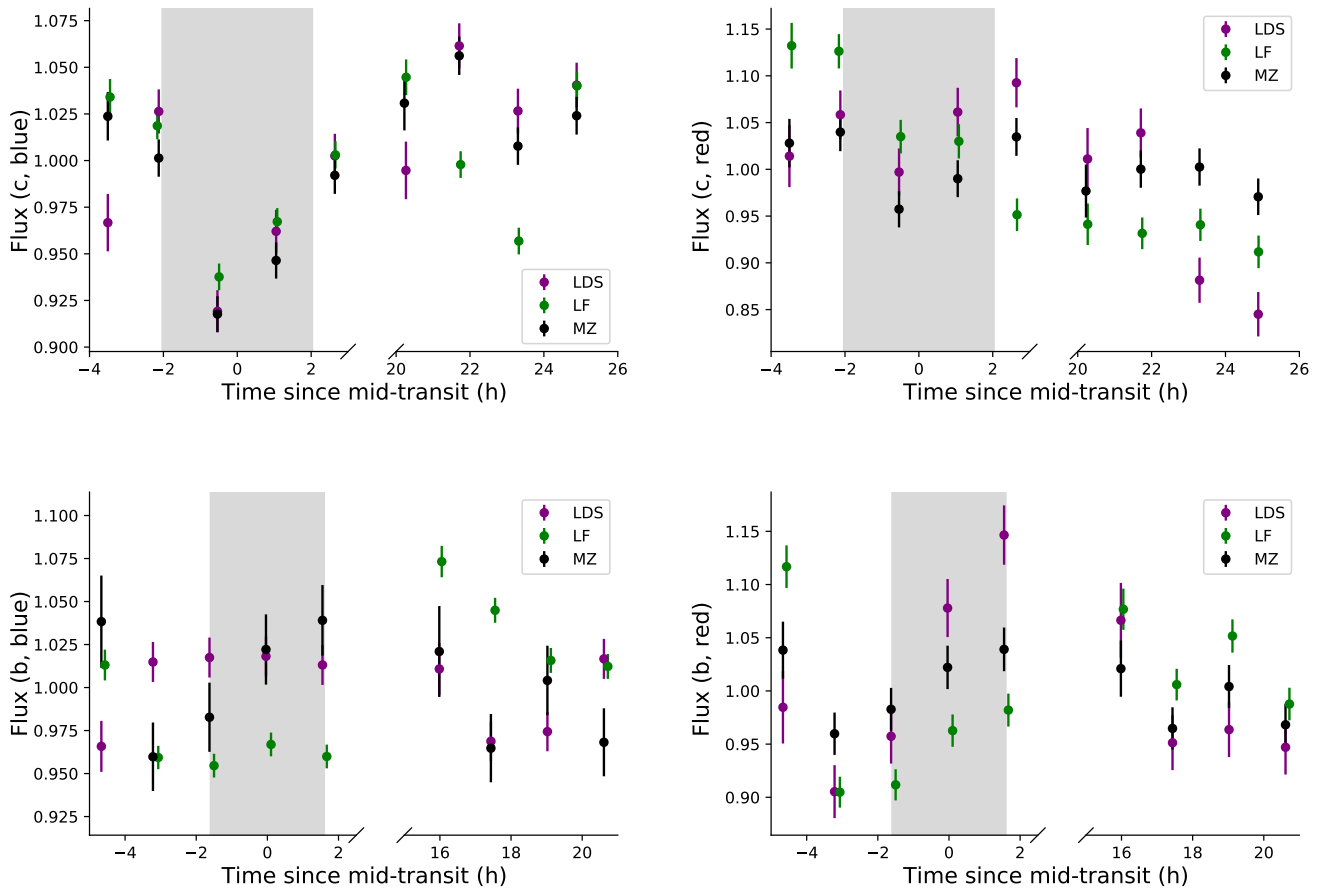 1.075
1.050
1.025
1.000
0.975
0.950
0.925
0.900
Flux (c, blue)
−4 −2 0 2 20 22 24 26
Time since mid-transit (h)
LDS
LF
MZ
1.15
1.10
1.05
1.00
0.95
0.90
0.85
Flux (c, red)
−4 −2 0 2 20 22 24 26
Time since mid-transit (h)
LDS
LF
MZ
1.100
1.075
1.050
1.025
1.000
0.975
0.950
0.925
Flux (b, blue)
−4 −2 0 2 16 18 20
Time since mid-transit (h)
LDS
LF
MZ
1.15
1.10
1.05
1.00
0.95
0.90
Flux (b, red)
−4 −2 0 2 16 18 20
Time since mid-transit (h)
LDS
LF
MZ